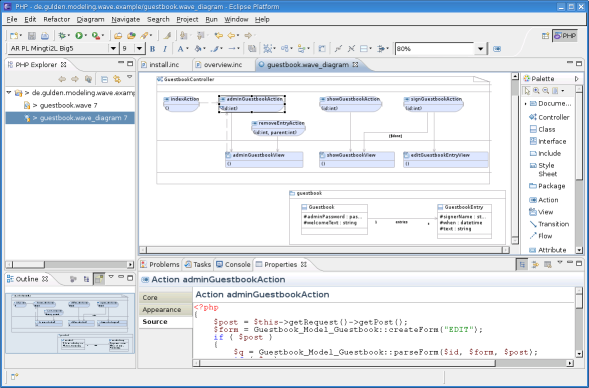 PHP - de.gulden.modeling.wave.example/guestbook.wave_diagram - Eclipse Platform
File Edit Refactor Diagram Navigate Search Project Run Window Help
PHP
AR PL Mingti2L Big5
9
B I
A
80%
PHP Explorer
de.gulden.modeling.wave.examp
> guestbook.wave 7
> guestbook.wave_diagram 7
install.inc
overview.inc
guestbook.wave_diagram
GuestbookController
indexAction
()
adminGuestbookAction
(id:int)
showGuestbookAction
(id:int)
signGuestbookAction
(id:int)
removeEntryAction
(id:int, parent:int)
adminGuestbookView
()
showGuestbookView
()
editGuestbookEntryView
()
guestbook
Guestbook
adminPassword : pas...
welcomeText : string
1
entries
GuestbookEntry
signerName : st...
when : datetime
text : string
Palette
Docume...
Controller
Class
Interface
Include
Style
Sheet
Package
Action
View
Transition
Flow
Attribute
Outline
Problems
Tasks
Console
Properties
Action adminGuestbookAction
Core
Appearance
Source
Action adminGuestbookAction
<?php
{
$post = $this->getRequest()->getPost();
$form = Guestbook_Model_Guestbook::createForm("EDIT");
if ( $post )
{
$g = Guestbook_Model_Guestbook::parseForm($id, $form, $post);